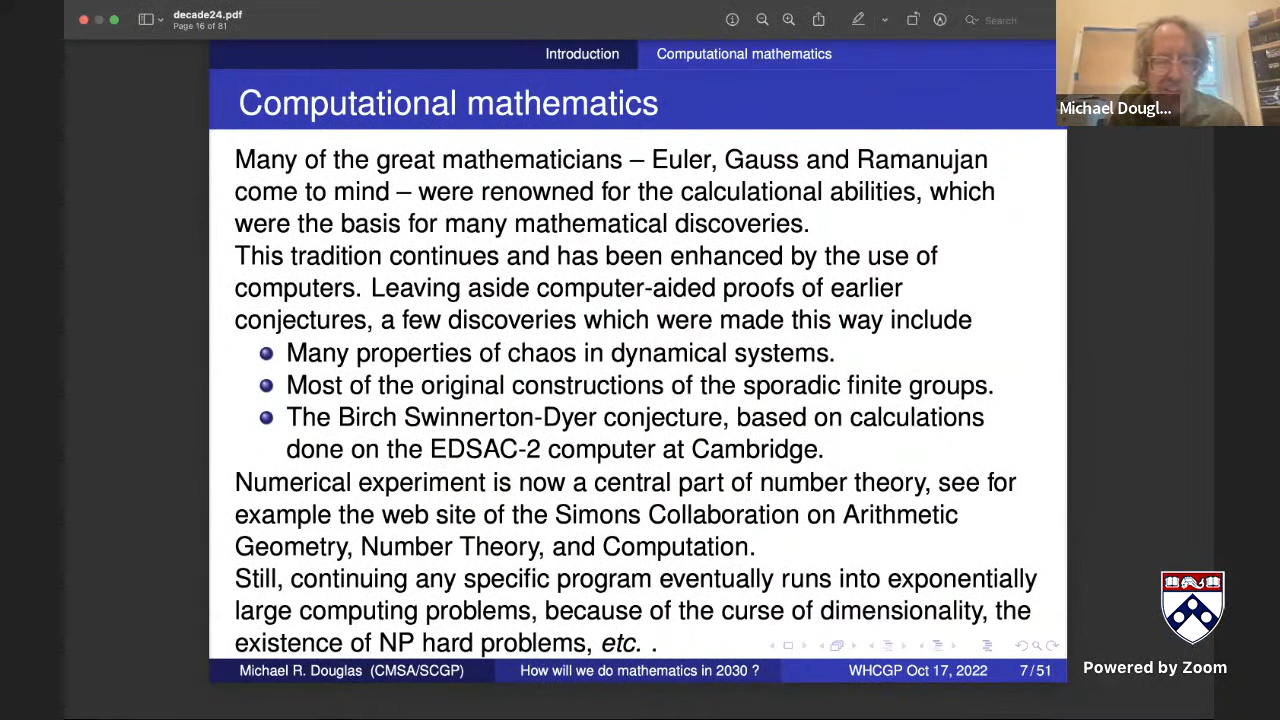 decade24.pdf
Page 16 of 81
Search
Introduction Computational mathematics
Computational mathematics
Michael Dougl...
Many of the great mathematicians – Euler, Gauss and Ramanujan
come to mind – were renowned for the calculational abilities, which
were the basis for many mathematical discoveries.
This tradition continues and has been enhanced by the use of
computers. Leaving aside computer-aided proofs of earlier
conjectures, a few discoveries which were made this way include
Many properties of chaos in dynamical systems.
Most of the original constructions of the sporadic finite groups.
The Birch Swinnerton-Dyer conjecture, based on calculations
done on the EDSAC-2 computer at Cambridge.
Numerical experiment is now a central part of number theory, see for
example the web site of the Simons Collaboration on Arithmetic
Geometry, Number Theory, and Computation.
Still, continuing any specific program eventually runs into exponentially
large computing problems, because of the curse of dimensionality, the
existence of NP hard problems, etc. .
Michael R. Douglas (CMSA/SCGP) How will we do mathematics in 2030 ? WHCGP Oct 17, 2022 7/51
Powered by Zoom